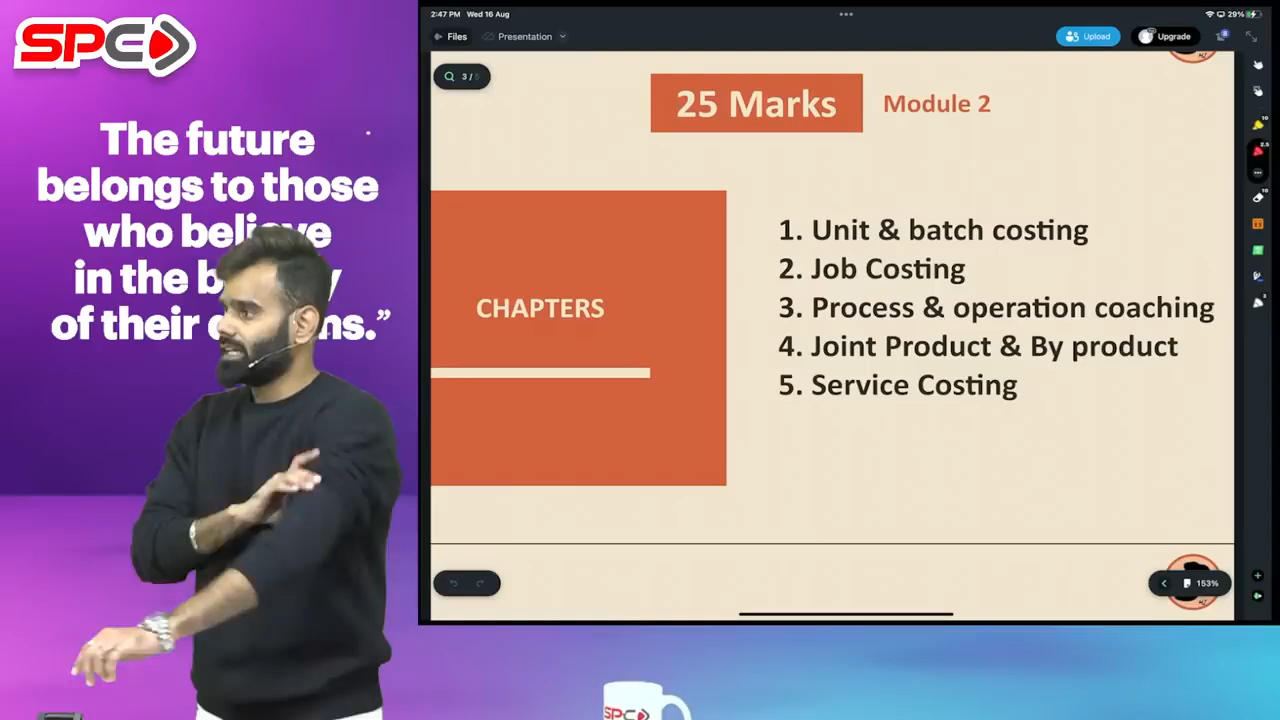 SPC
The future
belongs to those
who believe
in the b y
of their d ms.”
2:47 PM Wed 16 Aug
29%
Files
Presentation
Upload
Upgrade
3 / 5
25 Marks
Module 2
CHAPTERS
1. Unit & batch costing
2. Job Costing
3. Process & operation coaching
4. Joint Product & By product
5. Service Costing
153%
SPC